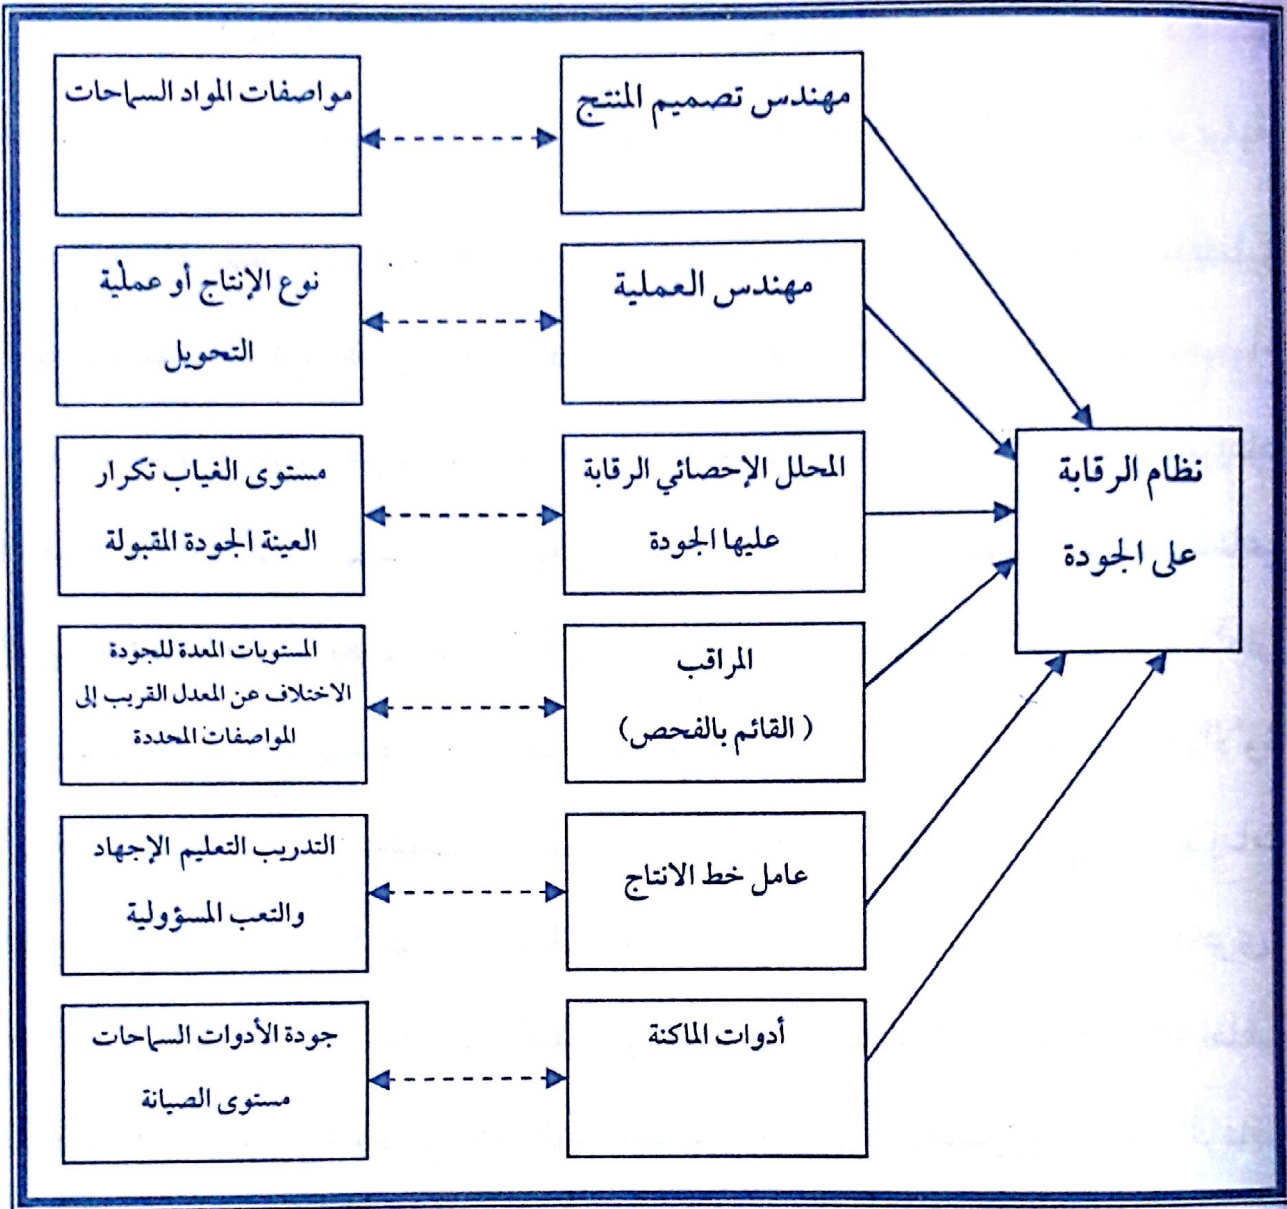 مهندس تصميم المنتج
مواصفات المواد السماحات
مهندس العملية
نوع الإنتاج أو عملية
التحويل
نظام الرقابة
على الجودة
المحلل الإحصائي الرقابة
عليها الجودة
مستوى الغياب تكرار
العينة الجودة المقبولة
المراقب
(القائم بالفحص)
المستويات المعدة للجودة
الاختلاف عن المعدل القريب إلى
المواصفات المحددة
عامل خط الانتاج
التدريب التعليم الإجهاد
والتعب المسؤولية
أدوات الماكنة
جودة الأدوات السماحات
مستوى الصيانة